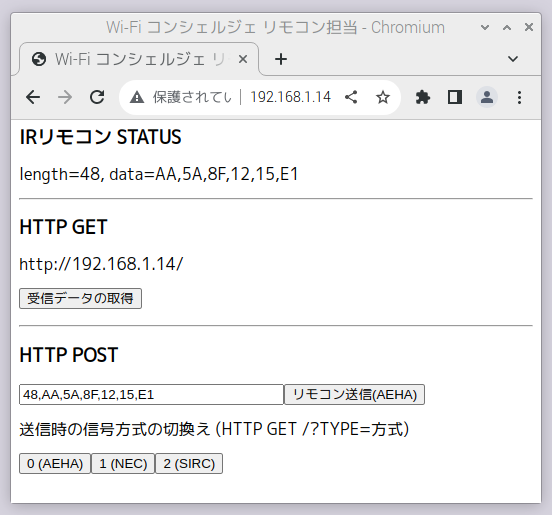 Wi-Fi コンシェルジェ リモコン担当 - Chromium
Wi-Fi コンシェルジェ リ
保護されてい 192.168.1.14
IRリモコン STATUS
length=48, data=AA,5A,8F,12,15,E1
HTTP GET
http://192.168.1.14/
受信データの取得
HTTP POST
48,AA,5A,8F,12,15,E1 リモコン送信(AEHA)
送信時の信号方式の切換え (HTTP GET /?TYPE=方式)
0 (AEHA) 1 (NEC) 2 (SIRC)